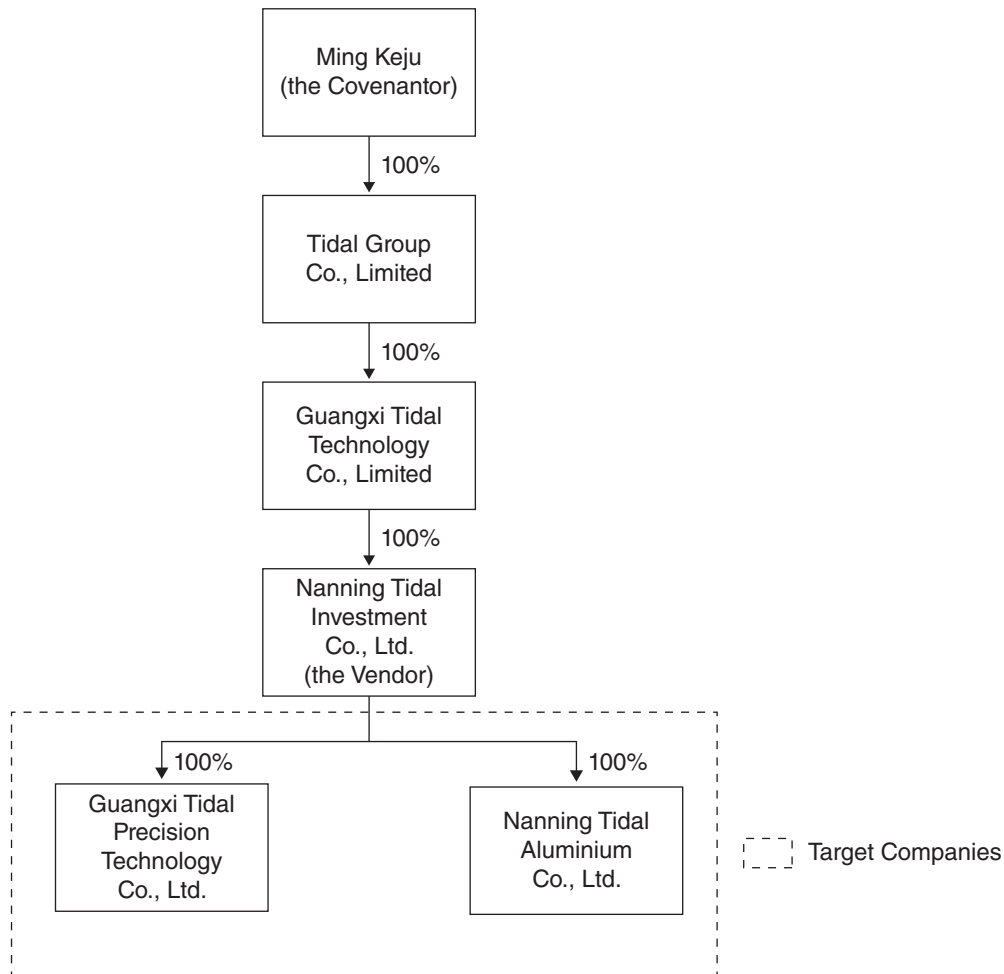 Ming Keju
(the Covenantor)
100%
Tidal Group
Co., Limited
100%
Guangxi Tidal
Technology
Co., Limited
100%
Nanning Tidal
Investment
Co., Ltd.
(the Vendor)
100%
100%
Guangxi Tidal
Precision
Technology
Co., Ltd.
Nanning Tidal
Aluminium
Co., Ltd.
Target Companies